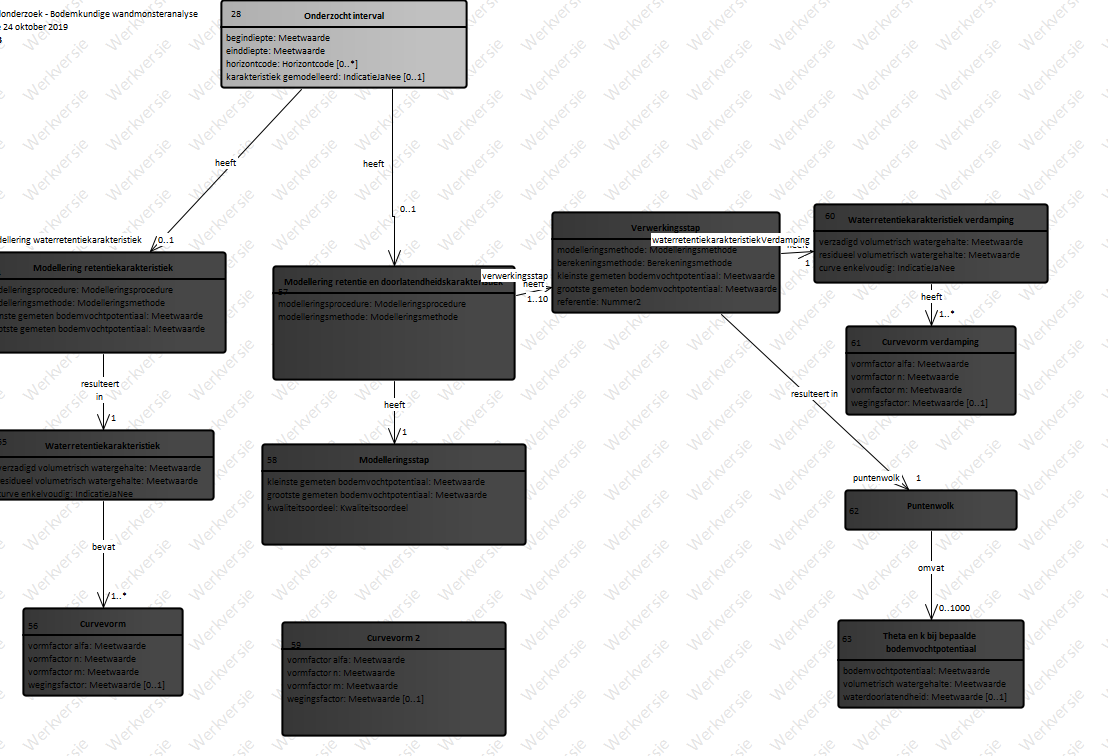 onderzoek - Bodemkundige wandmonsteranalyse
24 oktober 2019
28
Onderzocht interval
begindiepte: Meetwaarde
einddiepte: Meetwaarde
horizontcode: Horizontcode [0..*]
karakteristiek gemodelleerd: IndicatieJaNee [0..1]
heeft
0..1
heeft
0..1
dellering waterretentiekarakteristiek
Modellering retentiekarakteristiek
delleringsprocedure: Modelleringsprocedure
delleringsmethode: Modelleringsmethode
nste gemeten bodemvochtpotentiaal: Meetwaarde
otste gemeten bodemvochtpotentiaal: Meetwaarde
resulteert
in
1
55
Waterretentiekarakteristiek
verzadigd volumetrisch watergehalte: Meetwaarde
residueel volumetrisch watergehalte: Meetwaarde
curve enkelvoudig: IndicatieJaNee
bevat
1..*
56
Curvevorm
vormfactor alfa: Meetwaarde
vormfactor n: Meetwaarde
vormfactor m: Meetwaarde
wegingsfactor: Meetwaarde [0..1]
57
Modellering retentie en doorlatendheidskarakteristiek
modelleringsprocedure: Modelleringsprocedure
modelleringsmethode: Modelleringsmethode
heeft
1
58
Modelleringsstap
kleinste gemeten bodemvochtpotentiaal: Meetwaarde
grootste gemeten bodemvochtpotentiaal: Meetwaarde
kwaliteitsoordeel: Kwaliteitsoordeel
59
Curvevorm 2
vormfactor alfa: Meetwaarde
vormfactor n: Meetwaarde
vormfactor m: Meetwaarde
wegingsfactor: Meetwaarde [0..1]
verwerkingsstap
heeft
1..10
Verwerkingsstap
modelleringsmethode: Modelleringsmethode
berekeningsmethode: Berekeningsmethode
kleinste gemeten bodemvochtpotentiaal: Meetwaarde
grootste gemeten bodemvochtpotentiaal: Meetwaarde
referentie: Nummer2
waterretentiekarakteristiekVerdamping
heeft
1
60
Waterretentiekarakteristiek verdamping
verzadigd volumetrisch watergehalte: Meetwaarde
residueel volumetrisch watergehalte: Meetwaarde
curve enkelvoudig: IndicatieJaNee
heeft
1..*
61
Curvevorm verdamping
vormfactor alfa: Meetwaarde
vormfactor n: Meetwaarde
vormfactor m: Meetwaarde
wegingsfactor: Meetwaarde [0..1]
resulteert in
puntenwolk
1
62
Puntenwolk
omvat
0..1000
63
Theta en k bij bepaalde
bodemvochtpotentiaal
bodemvochtpotentiaal: Meetwaarde
volumetrisch watergehalte: Meetwaarde
waterdoorlatendheid: Meetwaarde [0..1]
Werkversie